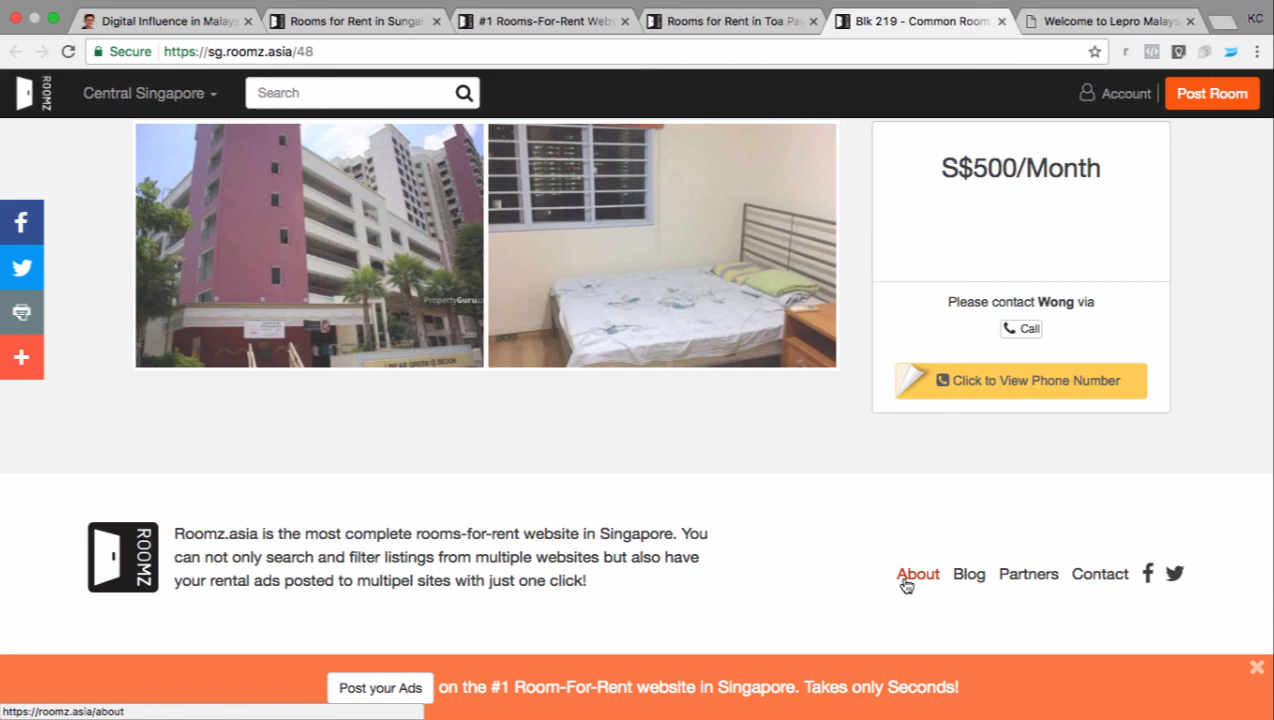 Digital Influence in Malays
Rooms for Rent in Sungai
#1 Rooms-For-Rent Webs
Rooms for Rent in Toa Pay
Blk 219 - Common Room
Welcome to Lepro Malays
KC
Secure
https://sg.roomz.asia/48
ROOMZ
Central Singapore
Search
Account
Post Room
S$500/Month
PropertyGuru.c
Please contact Wong via
Call
Click to View Phone Number
ROOMZ
Roomz.asia is the most complete rooms-for-rent website in Singapore. You
can not only search and filter listings from multiple websites but also have
your rental ads posted to multipel sites with just one click!
About Blog Partners Contact
Post your Ads on the #1 Room-For-Rent website in Singapore. Takes only Seconds!
https://roomz.asia/about